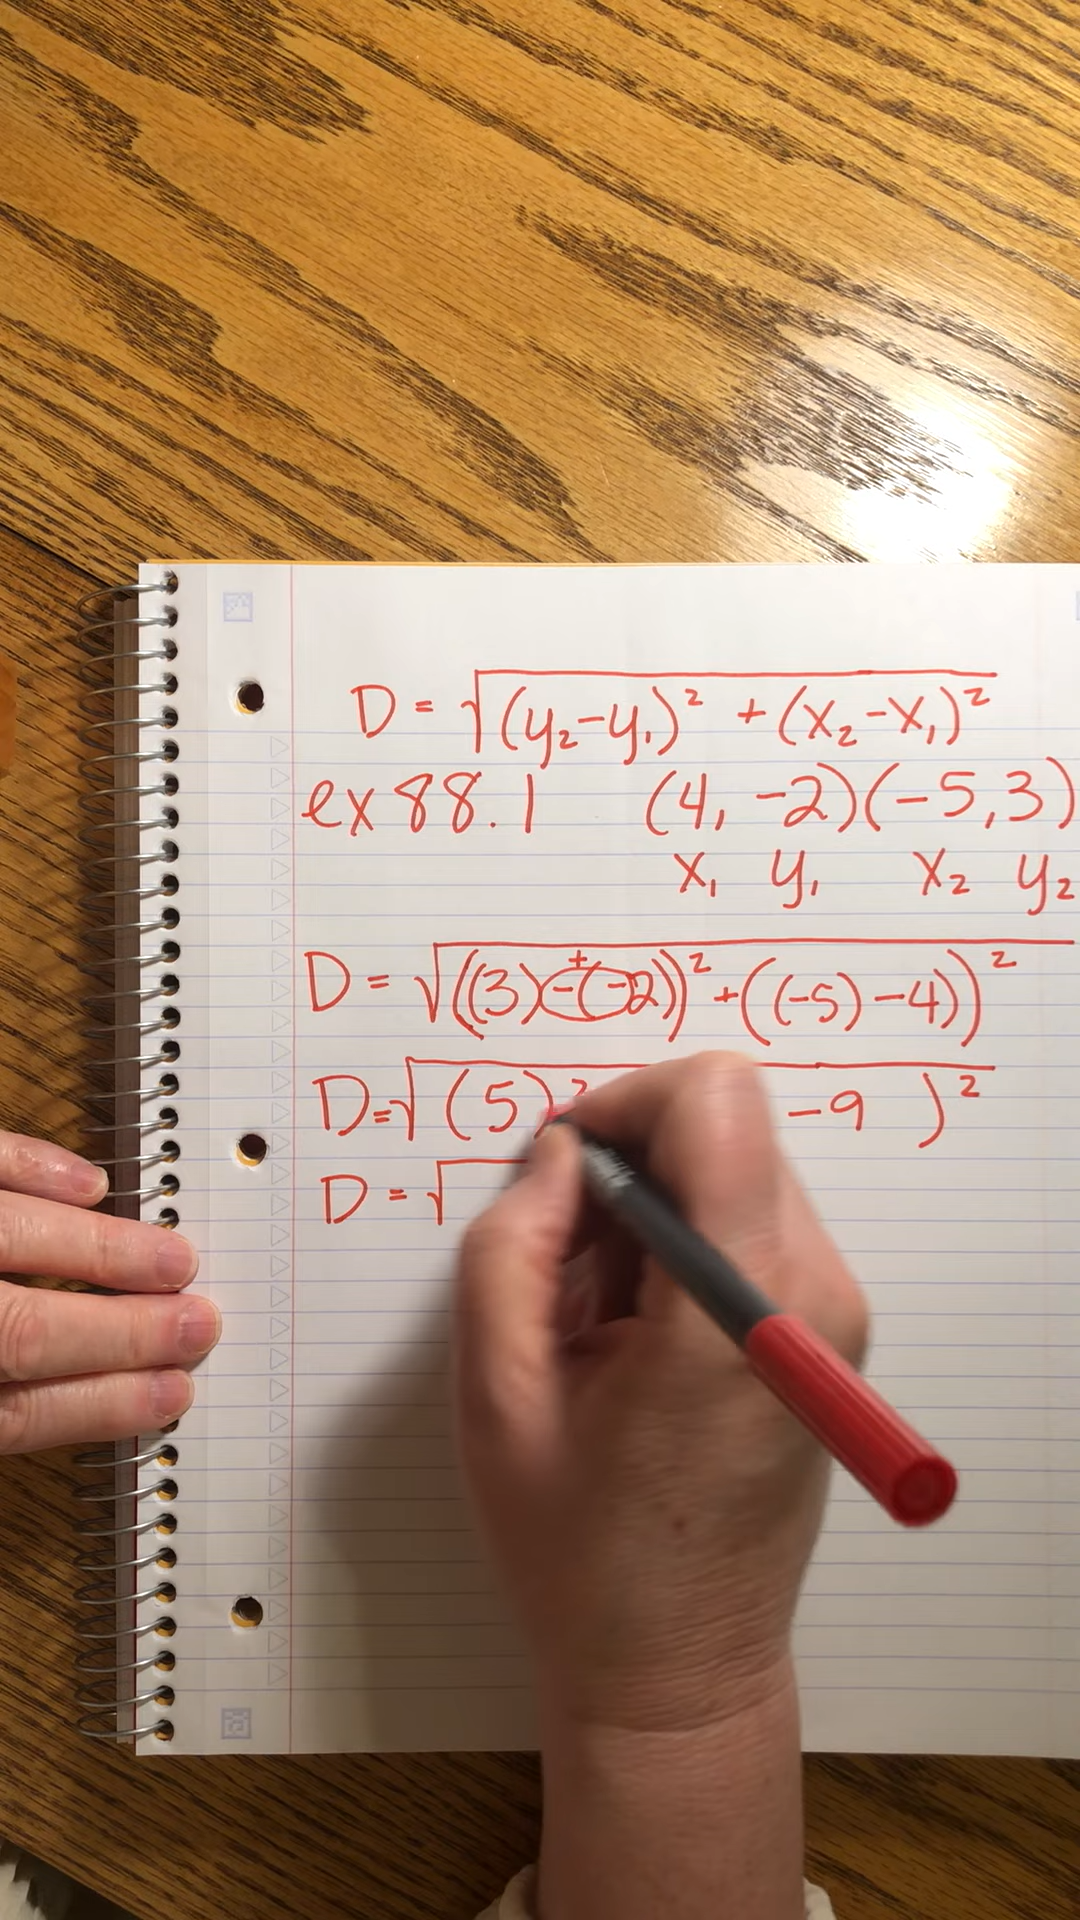 D = √(y₂-y₁)² + (x₂-x₁)²
ex 88.1 (4, -2)(-5,3)
x₁ y₁ x₂ y₂
D = √((3)-(-2))² + ((-5)-4))²
+
D=√(5)² -9 )²
D = √